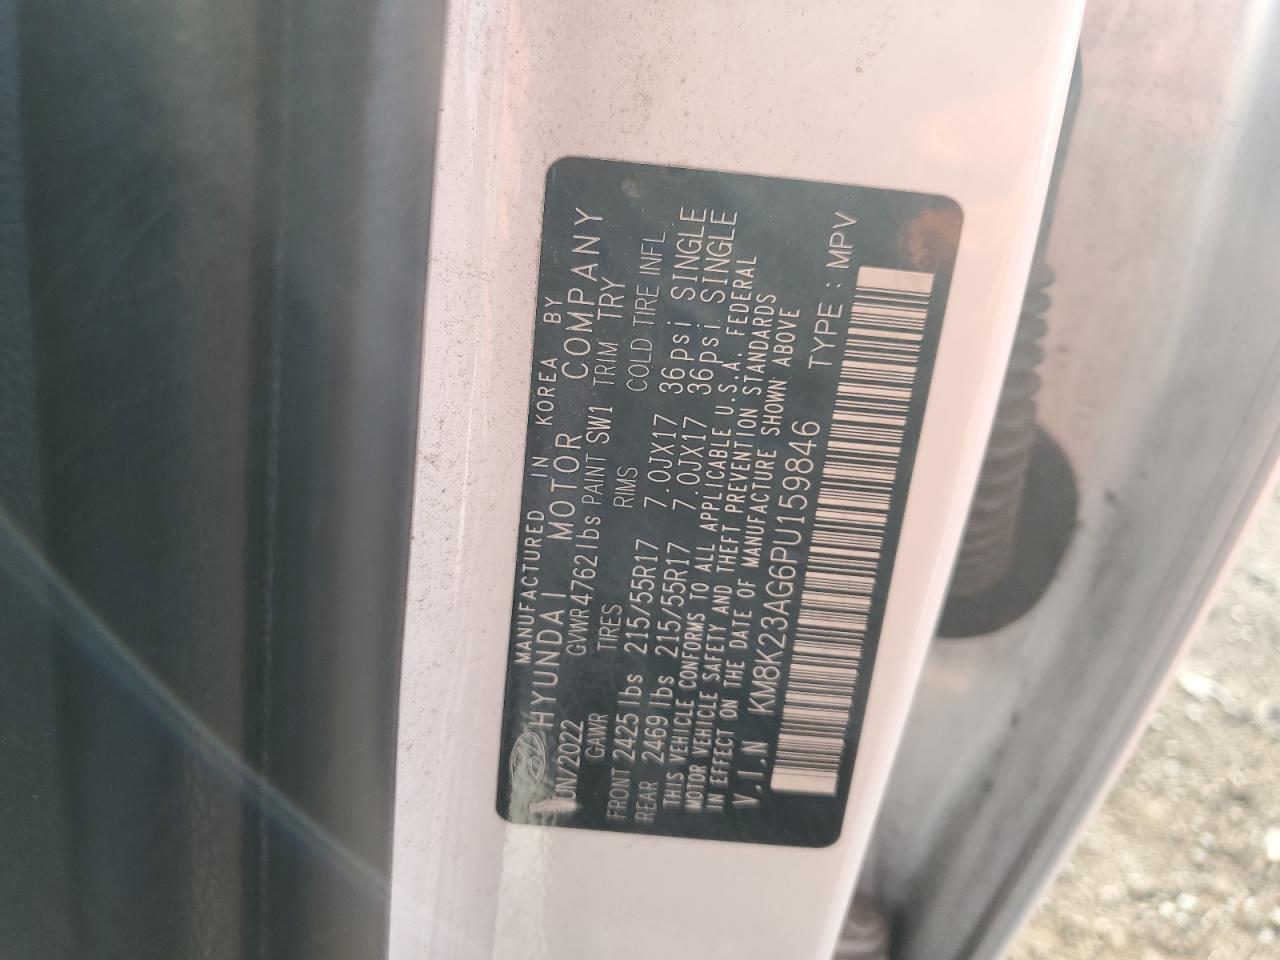 MANUFACTURED IN KOREA BY
HYUNDAI MOTOR COMPANY
JUN/2022 GVWR 4762lbs PAINT SW1 TRIM TRY
GAWR TIRES RIMS COLD TIRE INFL
FRONT 2425 lbs 215/55R17 7.0JX17 36psi SINGLE
REAR 2469 lbs 215/55R17 7.0JX17 36psi SINGLE
THIS VEHICLE CONFORMS TO ALL APPLICABLE U.S.A. FEDERAL
MOTOR VEHICLE SAFETY AND THEFT PREVENTION STANDARDS
IN EFFECT ON THE DATE OF MANUFACTURE SHOWN ABOVE
V.I.N KM8K23AG6PU159846 TYPE : MPV